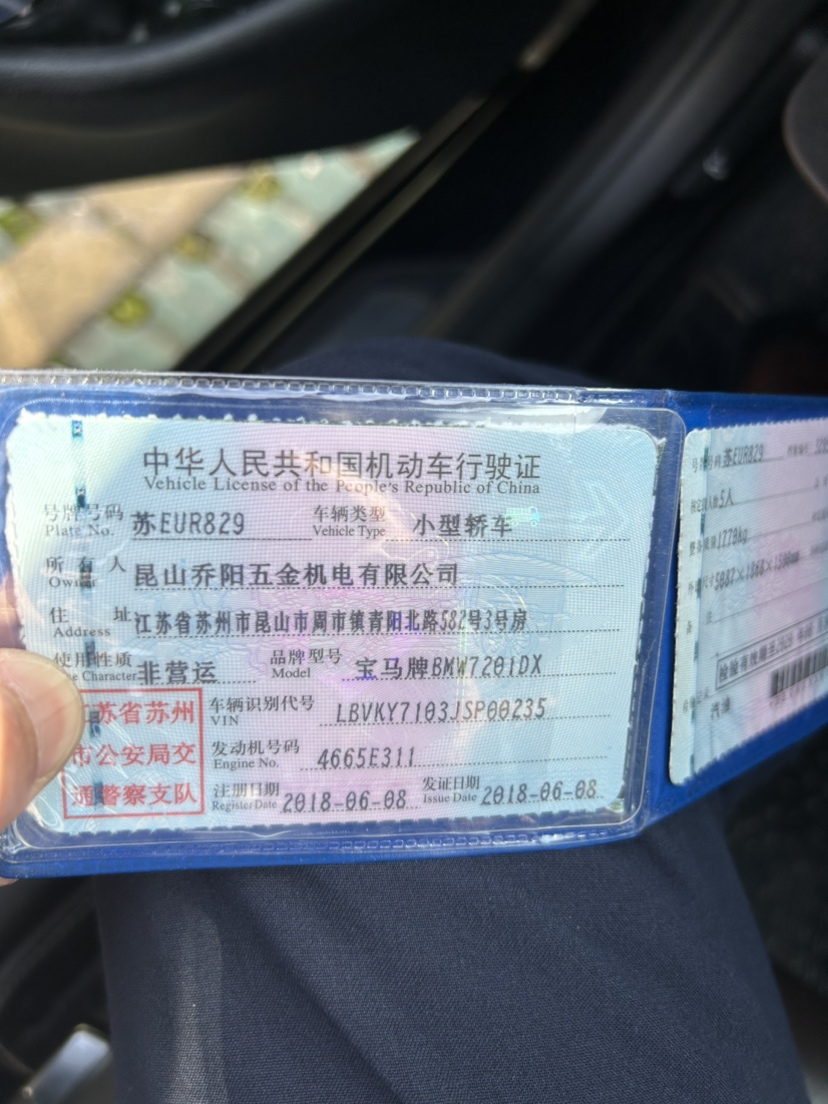 中华人民共和国机动车行驶证
Vehicle License of the People's Republic of China
号牌号码 Plate No. 苏EUR829 车辆类型 Vehicle Type 小型轿车
所有人 Owner 昆山乔阳五金机电有限公司
住址 Address 江苏省苏州市昆山市周市镇青阳北路582号3号房
使用性质 Character 非营运 品牌型号 Model 宝马牌BMW7201DX
车辆识别代号 VIN LBVKY7103JSP00235
发动机号码 Engine No. 4665E311
注册日期 Register Date 2018-06-08 发证日期 Issue Date 2018-06-08
江苏省苏州
市公安局交
通警察支队
苏EUR829
5人
1770kg
汽油